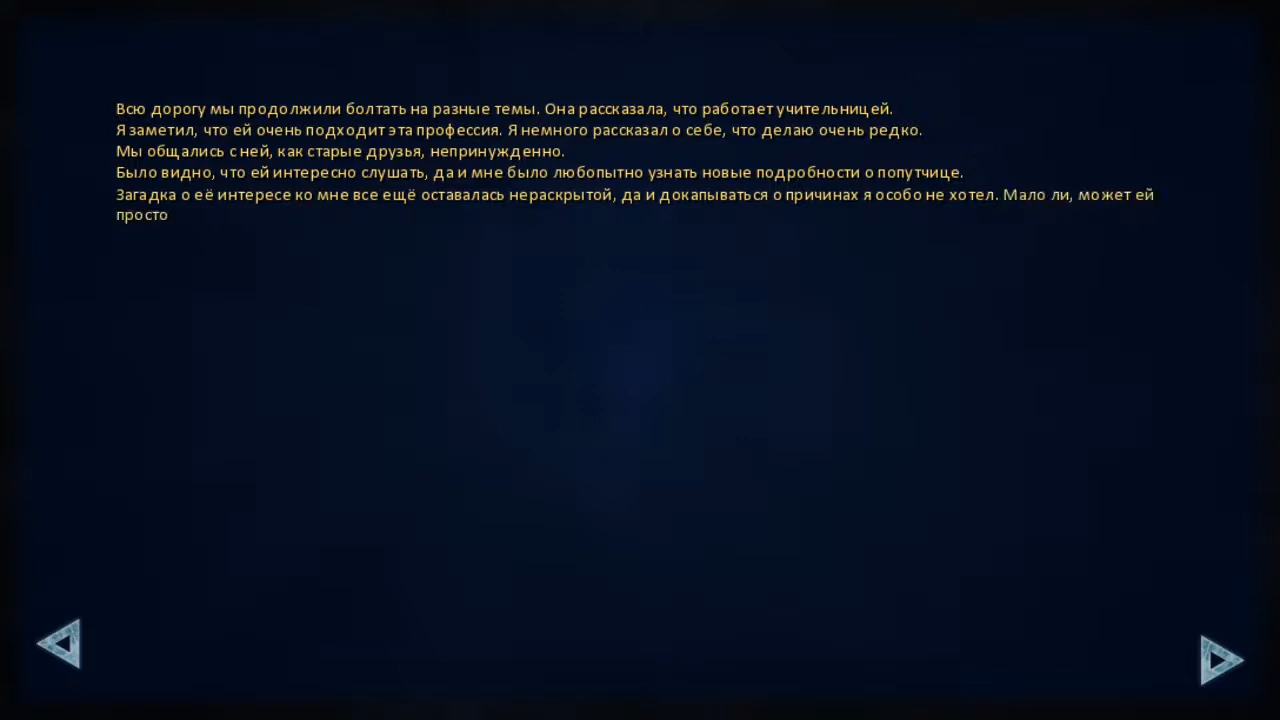 Всю дорогу мы продолжили болтать на разные темы. Она рассказала, что работает учительницей.
Я заметил, что ей очень подходит эта профессия. Я немного рассказал о себе, что делаю очень редко.
Мы общались с ней, как старые друзья, непринужденно.
Было видно, что ей интересно слушать, да и мне было любопытно узнать новые подробности о попутчице.
Загадка о её интересе ко мне все ещё оставалась нераскрытой, да и докапываться о причинах я особо не хотел. Мало ли, может ей
просто